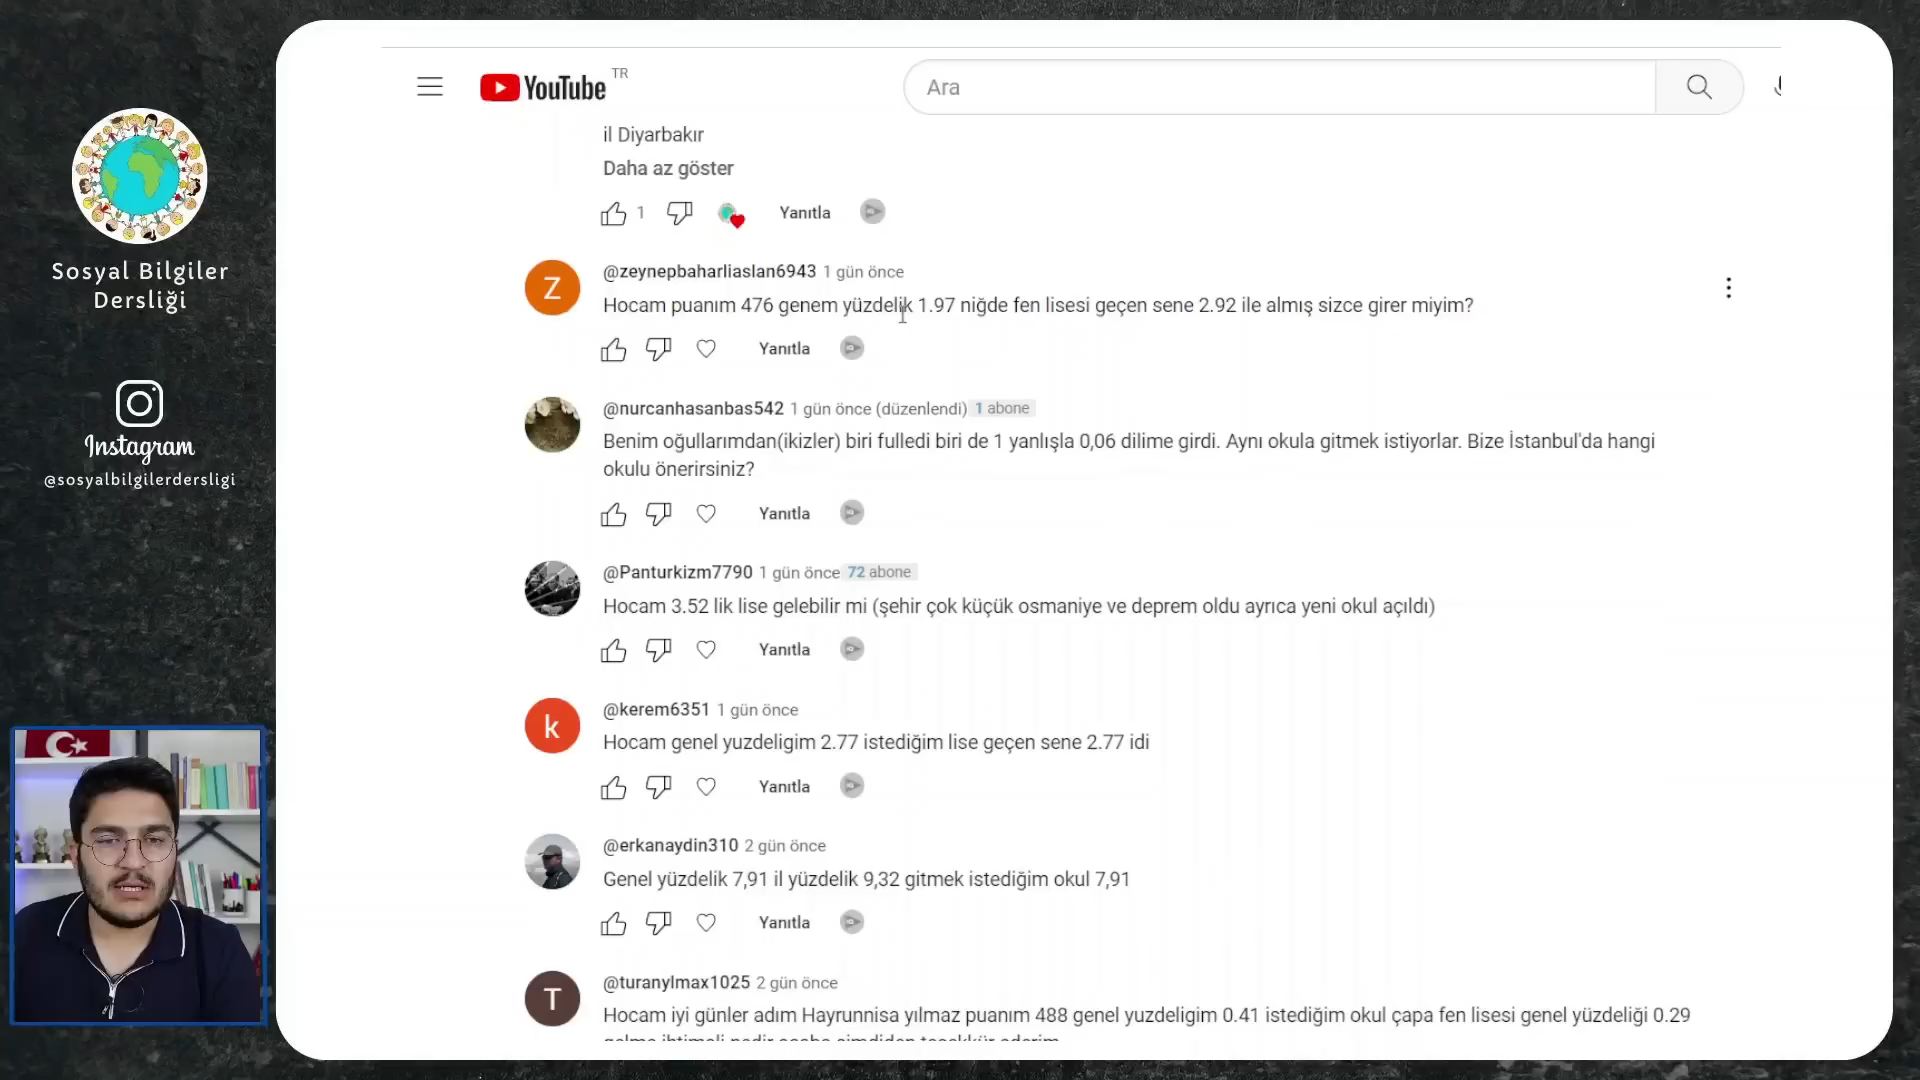 Sosyal Bilgiler
Dersliği
Instagram
@sosyalbilgilerdersligi
YouTube TR
Ara
il Diyarbakır
Daha az göster
1 Yanıtla
@zeynepbaharliaslan6943 1 gün önce
Hocam puanım 476 genem yüzdelik 1.97 niğde fen lisesi geçen sene 2.92 ile almış sizce girer miyim?
Yanıtla
@nurcanhasanbas542 1 gün önce (düzenlendi) 1 abone
Benim oğullarımdan(ikizler) biri fulledi biri de 1 yanlışla 0,06 dilime girdi. Aynı okula gitmek istiyorlar. Bize İstanbul'da hangi
okulu önerirsiniz?
Yanıtla
@Panturkizm7790 1 gün önce 72 abone
Hocam 3.52 lik lise gelebilir mi (şehir çok küçük osmaniye ve deprem oldu ayrıca yeni okul açıldı)
Yanıtla
@kerem6351 1 gün önce
Hocam genel yuzdeligim 2.77 istediğim lise geçen sene 2.77 idi
Yanıtla
@erkanaydin310 2 gün önce
Genel yüzdelik 7,91 il yüzdelik 9,32 gitmek istediğim okul 7,91
Yanıtla
@turanylmax1025 2 gün önce
Hocam iyi günler adım Hayrunnisa yılmaz puanım 488 genel yuzdeligim 0.41 istediğim okul çapa fen lisesi genel yüzdeliği 0.29
Z
k
T